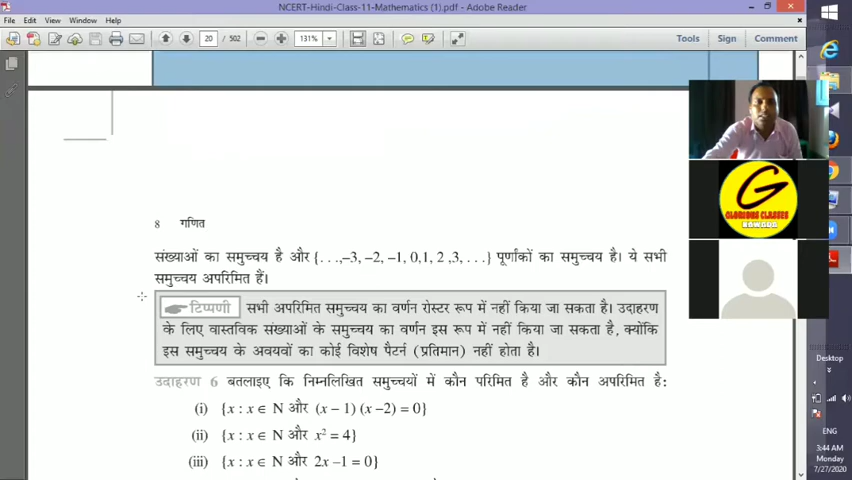 NCERT-Hindi-Class-11-Mathematics (1).pdf - Adobe Reader
File Edit View Window Help
20 / 502 131% Tools Sign Comment
8 गणित
संख्याओं का समुच्चय है और {. . .,–3, –2, –1, 0,1, 2 ,3, . . .} पूर्णांकों का समुच्चय है। ये सभी
समुच्चय अपरिमित हैं।
टिप्पणी सभी अपरिमित समुच्चय का वर्णन रोस्टर रूप में नहीं किया जा सकता है। उदाहरण
के लिए वास्तविक संख्याओं के समुच्चय का वर्णन इस रूप में नहीं किया जा सकता है, क्योंकि
इस समुच्चय के अवयवों का कोई विशेष पैटर्न (प्रतिमान) नहीं होता है।
उदाहरण 6 बतलाइए कि निम्नलिखित समुच्चयों में कौन परिमित है और कौन अपरिमित है:
(i) {x : x ∈ N और (x – 1) (x –2) = 0}
(ii) {x : x ∈ N और x² = 4}
(iii) {x : x ∈ N और 2x –1 = 0}
G
GLORIOUS CLASSES
Desktop
ENG
3:44 AM
Monday
7/27/2020